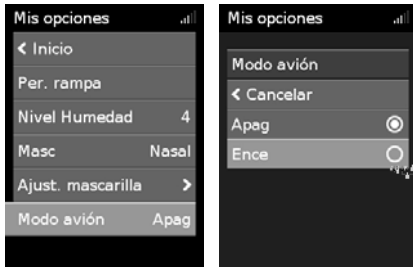 Mis opciones
Inicio
Per. rampa
Nivel Humedad 4
Masc Nasal
Ajust. mascarilla
Modo avión Apag
Mis opciones
Modo avión
Cancelar
Apag
Ence